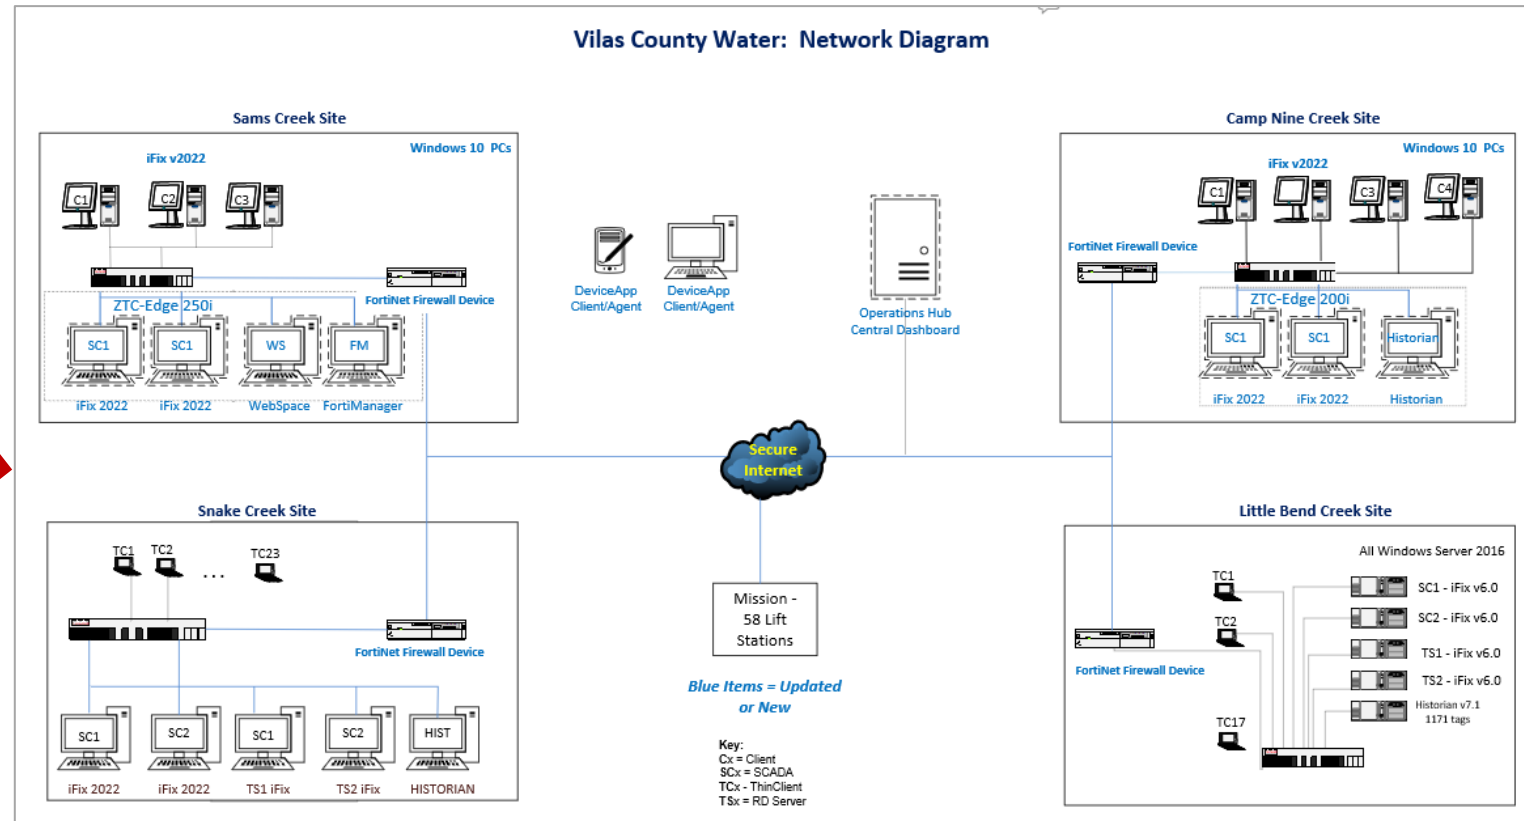 Vilas County Water:  Network Diagram
Sams Creek Site
Windows 10  PCs
iFix v2022
C1
C2
C3
FortiNet Firewall Device
ZTC-Edge 250i
SC1
SC1
WS
FM
iFix 2022
iFix 2022
WebSpace
FortiManager
DeviceApp
Client/Agent
DeviceApp
Client/Agent
Operations Hub
Central Dashboard
Camp Nine Creek Site
Windows 10  PCs
iFix v2022
C1
C3
C4
FortiNet Firewall Device
ZTC-Edge 200i
SC1
SC1
Historian
iFix 2022
iFix 2022
Historian
Secure
Internet
Snake Creek Site
TC1
TC2
...
TC23
FortiNet Firewall Device
SC1
SC2
SC1
SC2
HIST
iFix 2022
iFix 2022
TS1 iFix
TS2 iFix
HISTORIAN
Mission -
58 Lift
Stations
Blue Items = Updated
or New
Key:
Cx = Client
SCx = SCADA
TCx - ThinClient
TSx = RD Server
Little Bend Creek Site
All Windows Server 2016
TC1
TC2
TC17
FortiNet Firewall Device
SC1 - iFix v6.0
SC2 - iFix v6.0
TS1 - iFix v6.0
TS2 - iFix v6.0
Historian v7.1
1171 tags